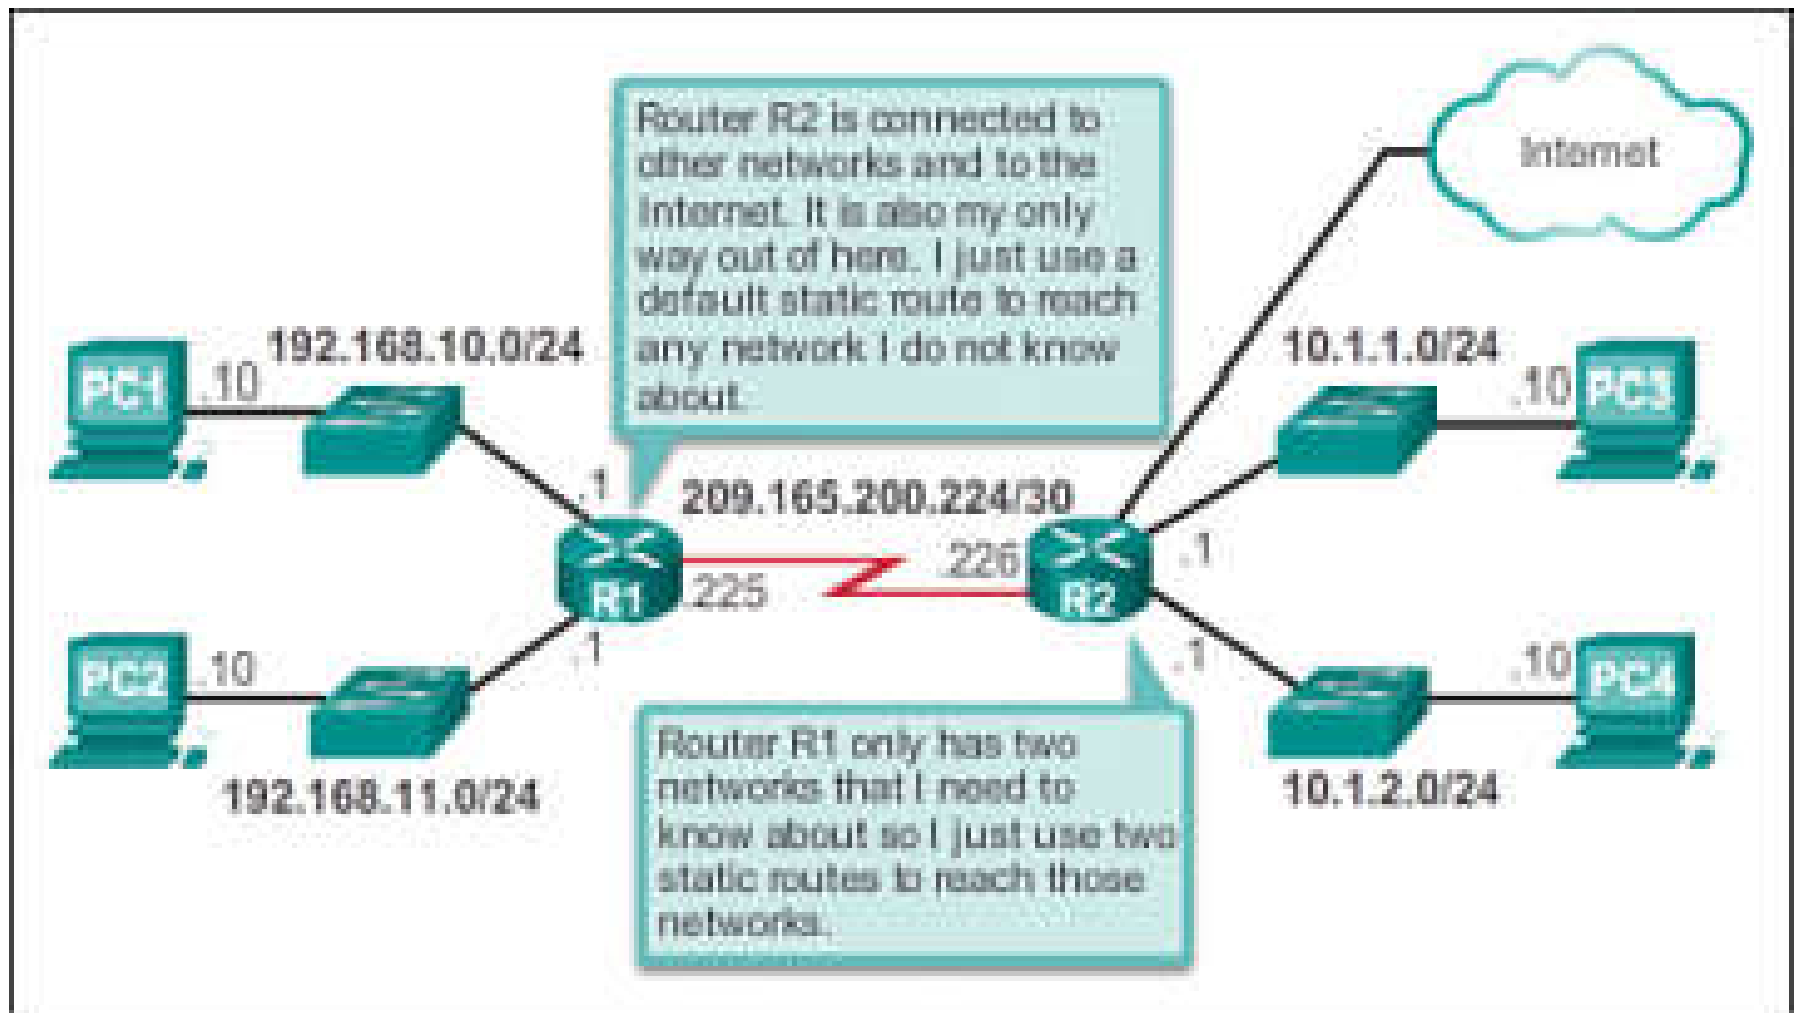 Router R2 is connected to
other networks and to the
Internet. It is also my only
way out of here. I just use a
default static route to reach
any network I do not know
about.
Internet
192.168.10.0/24
10.1.1.0/24
PC1
.10
.10
PC3
.1
209.165.200.224/30
.226
.1
R1
.225
R2
.1
.1
PC2
.10
.10
PC4
192.168.11.0/24
10.1.2.0/24
Router R1 only has two
networks that I need to
know about so I just use two
static routes to reach those
networks.